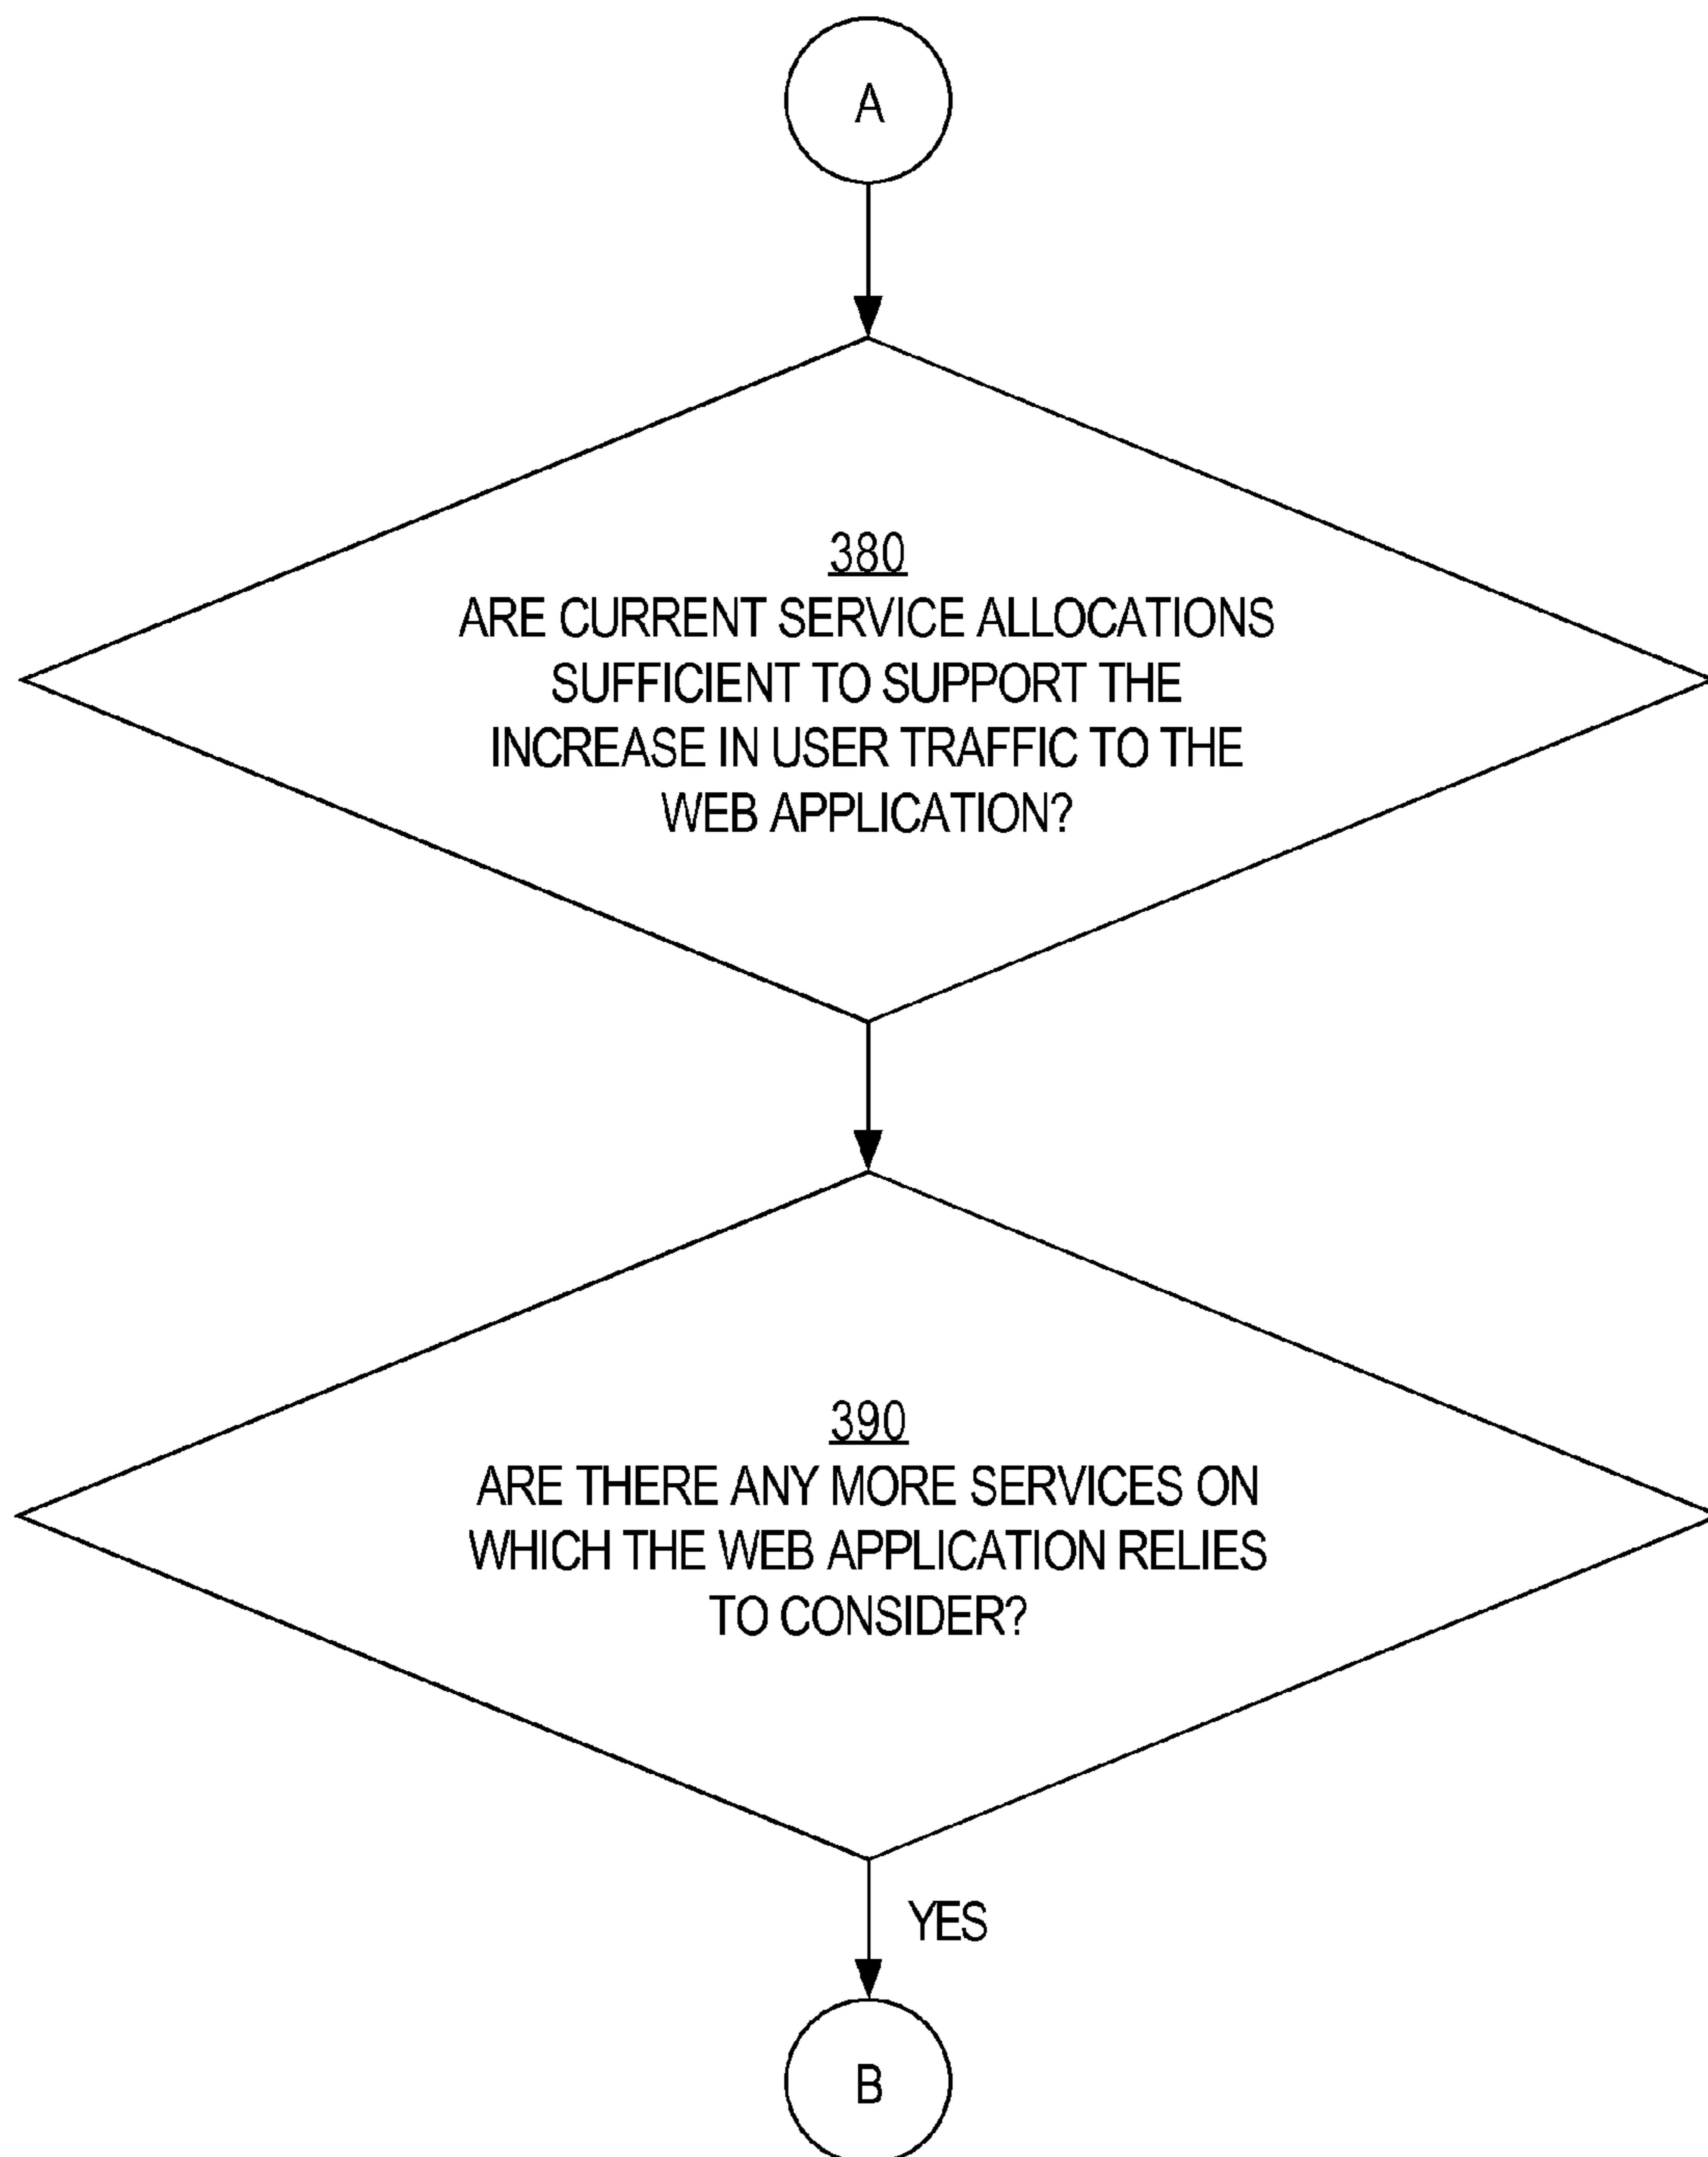 A
380
ARE CURRENT SERVICE ALLOCATIONS
SUFFICIENT TO SUPPORT THE
INCREASE IN USER TRAFFIC TO THE
WEB APPLICATION?
390
ARE THERE ANY MORE SERVICES ON
WHICH THE WEB APPLICATION RELIES
TO CONSIDER?
YES
B